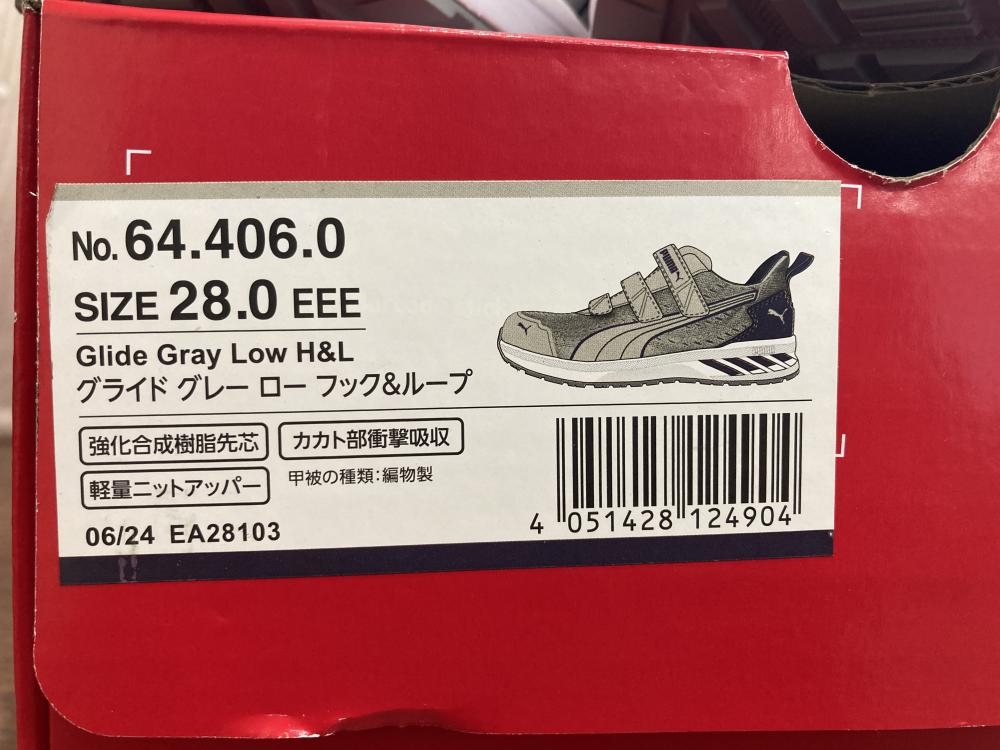 No. 64.406.0
SIZE 28.0 EEE
Glide Gray Low H&L
グライド グレー ロー フック&ループ
強化合成樹脂先芯
カカト部衝撃吸収
軽量ニットアッパー
甲被の種類:編物製
06/24 EA28103
4 051428 124904
PUMA